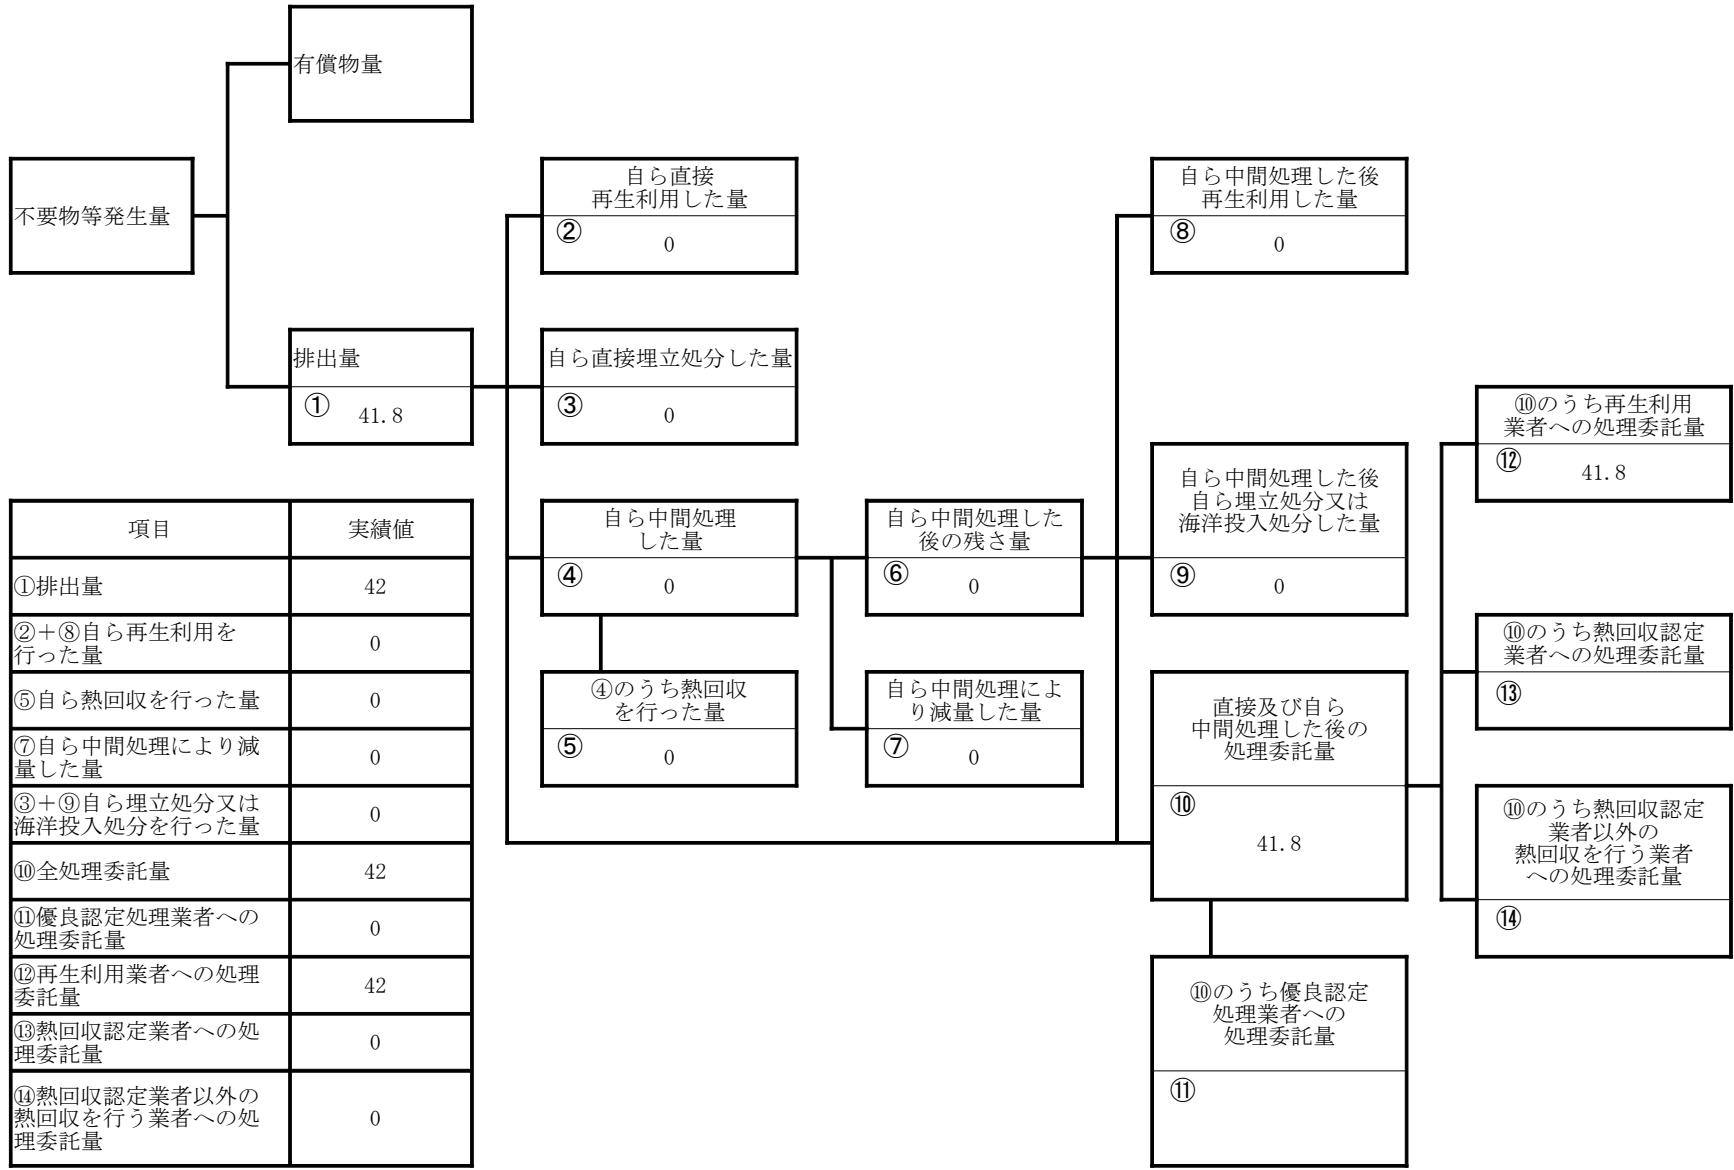 有償物量
不要物等発生量
自ら直接
再生利用した量
②
0
自ら中間処理した後
再生利用した量
⑧
0
排出量
①
41.8
自ら直接埋立処分した量
③
0
⑩のうち再生利用
業者への処理委託量
⑫
41.8
自ら中間処理した後
自ら埋立処分又は
海洋投入処分した量
⑨
0
自ら中間処理
した量
④
0
自ら中間処理した
後の残さ量
⑥
0
④のうち熱回収
を行った量
⑤
0
自ら中間処理によ
り減量した量
⑦
0
直接及び自ら
中間処理した後の
処理委託量
⑩
41.8
⑩のうち熱回収認定
業者への処理委託量
⑬
⑩のうち熱回収認定
業者以外の
熱回収を行う業者
への処理委託量
⑭
⑩のうち優良認定
処理業者への
処理委託量
⑪
項目 実績値
①排出量 42
②＋⑧自ら再生利用を
行った量 0
⑤自ら熱回収を行った量 0
⑦自ら中間処理により減
量した量 0
③＋⑨自ら埋立処分又は
海洋投入処分を行った量 0
⑩全処理委託量 42
⑪優良認定処理業者への
処理委託量 0
⑫再生利用業者への処理
委託量 42
⑬熱回収認定業者への処
理委託量 0
⑭熱回収認定業者以外の
熱回収を行う業者への処
理委託量 0